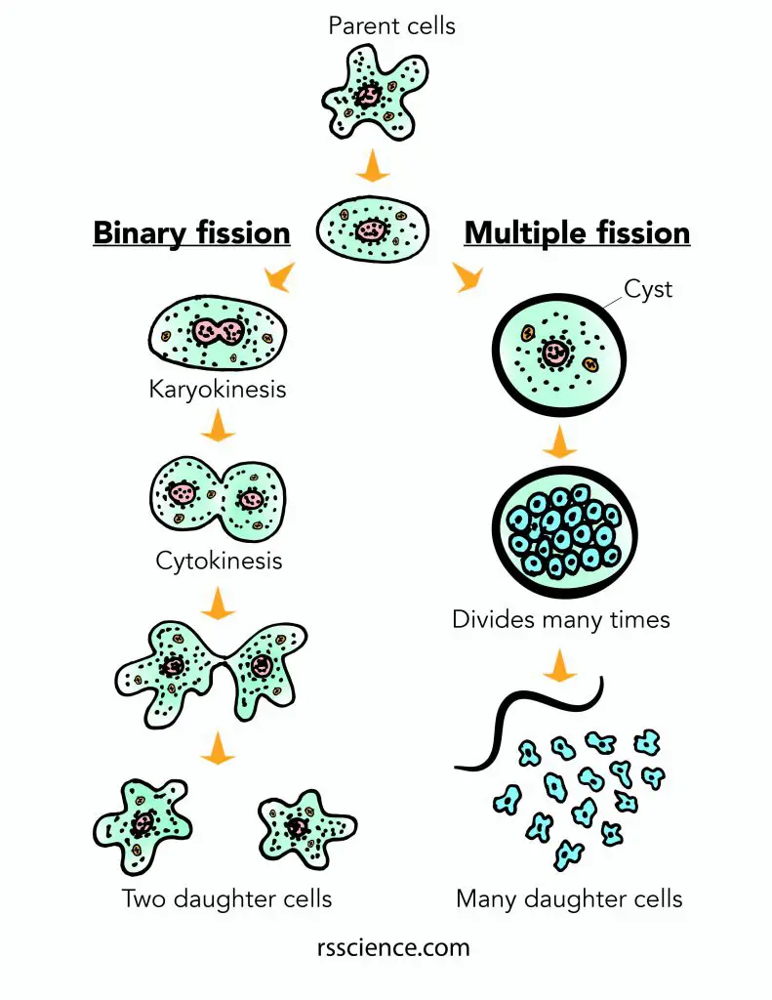 Parent cells
Binary fission
Multiple fission
Cyst
Karyokinesis
Cytokinesis
Divides many times
Two daughter cells
Many daughter cells
rsscience.com